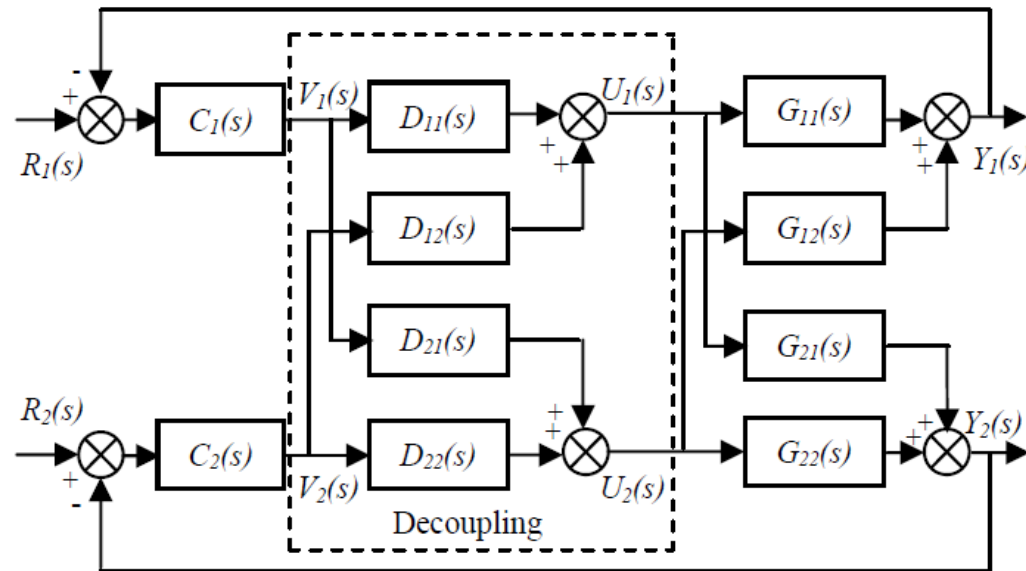 -
+
R1(s)
C1(s)
V1(s)
D11(s)
+
+
U1(s)
G11(s)
+
+
Y1(s)
D12(s)
G12(s)
D21(s)
G21(s)
R2(s)
+
-
C2(s)
V2(s)
D22(s)
+
+
U2(s)
G22(s)
+
+
Y2(s)
Decoupling